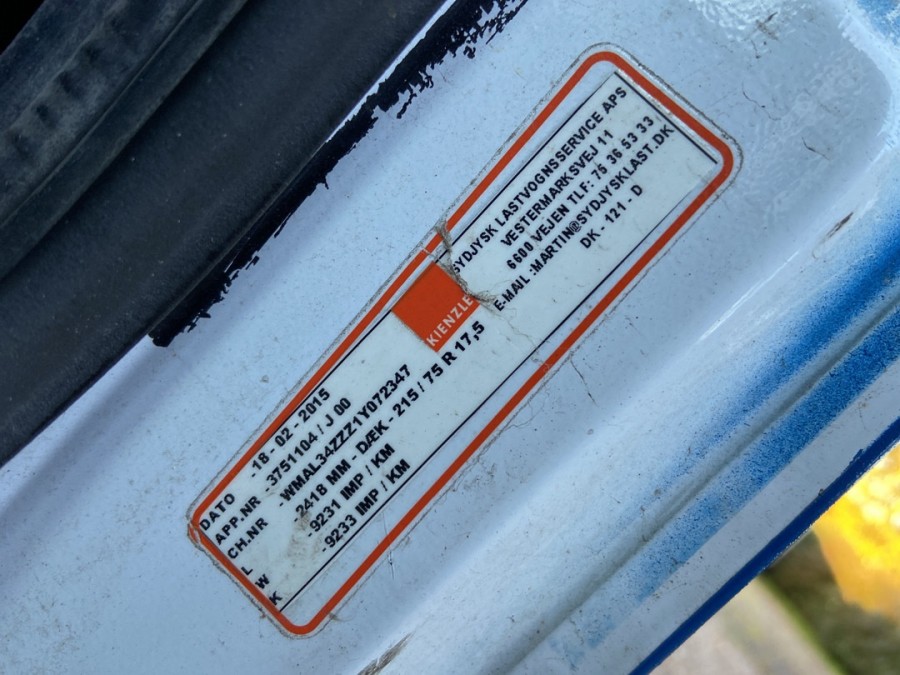 SYDJYSK LASTVOGNSSERVICE APS
VESTERMARKSVEJ 11
6600 VEJEN TLF: 75 36 53 33
E-MAIL :MARTIN@SYDJYSKLAST.DK
DK - 121 - D
KIENZLE
DATO 18 - 02 - 2015
APP.NR - 3751104 / J 00
CH.NR - WMAL34ZZZ1Y072347
L - 2418 MM - DÆK - 215 / 75 R 17,5
W - 9231 IMP / KM
K - 9233 IMP / KM